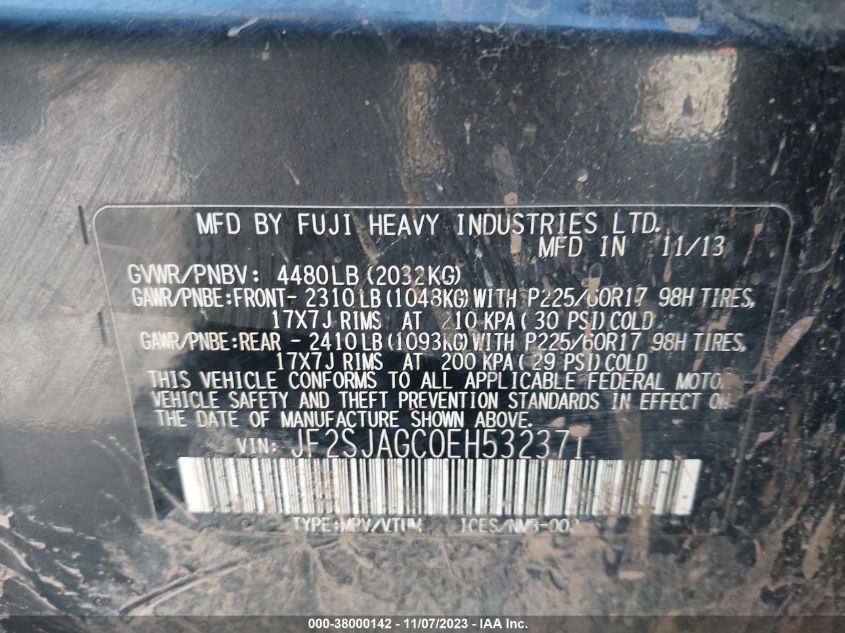 MFD BY FUJI HEAVY INDUSTRIES LTD.
MFD IN 11/13
GVWR/PNBV: 4480LB (2032KG)
GAWR/PNBE:FRONT- 2310LB(1048KG)WITH P225/60R17 98H TIRES,
17X7J RIMS AT 210 KPA( 30 PSI)COLD
GAWR/PNBE:REAR - 2410LB(1093KG)WITH P225/60R17 98H TIRES,
17X7J RIMS AT 200 KPA( 29 PSI)COLD
THIS VEHICLE CONFORMS TO ALL APPLICABLE FEDERAL MOTOR
VEHICLE SAFETY AND THEFT PREVENTION STANDARDS IN EFFECT ON
THE DATE OF MANUFACTURE SHOWN ABOVE.
VIN: JF2SJAGC0EH532371
TYPE:MPV/VTUM
000-38000142 - 11/07/2023 - IAA Inc.